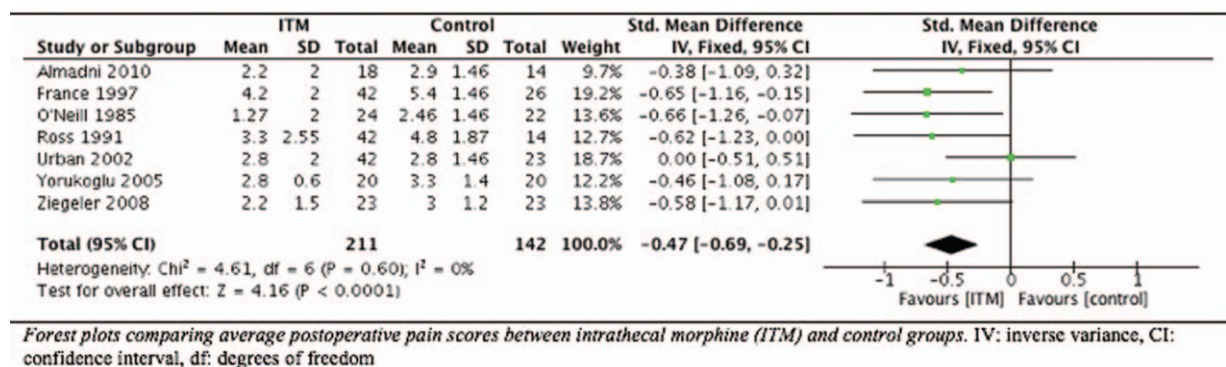 ITM Control Std. Mean Difference Std. Mean Difference
Study or Subgroup Mean SD Total Mean SD Total Weight IV, Fixed, 95% CI IV, Fixed, 95% CI
Almadni 2010 2.2 2 18 2.9 1.46 14 9.7% -0.38 [-1.09, 0.32]
France 1997 4.2 2 42 5.4 1.46 26 19.2% -0.65 [-1.16, -0.15]
O'Neill 1985 1.27 2 24 2.46 1.46 22 13.6% -0.66 [-1.26, -0.07]
Ross 1991 3.3 2.55 42 4.8 1.87 14 12.7% -0.62 [-1.23, 0.00]
Urban 2002 2.8 2 42 2.8 1.46 23 18.7% 0.00 [-0.51, 0.51]
Yorukoglu 2005 2.8 0.6 20 3.3 1.4 20 12.2% -0.46 [-1.08, 0.17]
Ziegeler 2008 2.2 1.5 23 3 1.2 23 13.8% -0.58 [-1.17, 0.01]
Total (95% CI) 211 142 100.0% -0.47 [-0.69, -0.25]
Heterogeneity: Chi² = 4.61, df = 6 (P = 0.60); I² = 0%
Test for overall effect: Z = 4.16 (P < 0.0001)
-1 -0.5 0 0.5 1
Favours [ITM] Favours [control]
Forest plots comparing average postoperative pain scores between intrathecal morphine (ITM) and control groups. IV: inverse variance, CI:
confidence interval, df: degrees of freedom